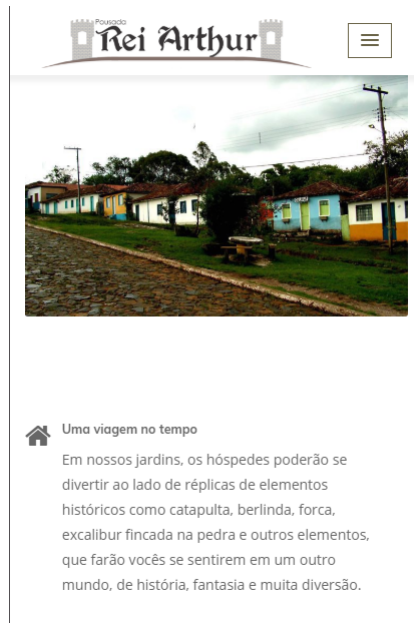 Pousada
Rei Arthur
Uma viagem no tempo
Em nossos jardins, os hóspedes poderão se
divertir ao lado de réplicas de elementos
históricos como catapulta, berlinda, forca,
excalibur fincada na pedra e outros elementos,
que farão vocês se sentirem em um outro
mundo, de história, fantasia e muita diversão.